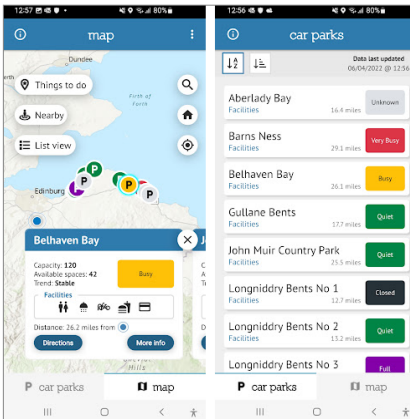 12:57
80%
map
Dundee
Things to do
Firth of
Forth
Nearby
List view
Edinburgh
P
P
P
P
Belhaven Bay
Capacity: 120
Available spaces: 42
Trend: Stable
Busy
Facilities
Distance: 26.2 miles from
Directions
More info
Hills
P car parks
map
12:56
80%
car parks
Data last updated
06/04/2022 @ 12:56
Aberlady Bay
Facilities
16.4 miles
Unknown
Barns Ness
Facilities
29.1 miles
Very Busy
Belhaven Bay
Facilities
26.1 miles
Busy
Gullane Bents
Facilities
17.7 miles
Quiet
John Muir Country Park
Facilities
25.5 miles
Quiet
Longniddry Bents No 1
Facilities
12.7 miles
Closed
Longniddry Bents No 2
Facilities
13.2 miles
Quiet
Longniddry Bents No 3
Full
P car parks
map